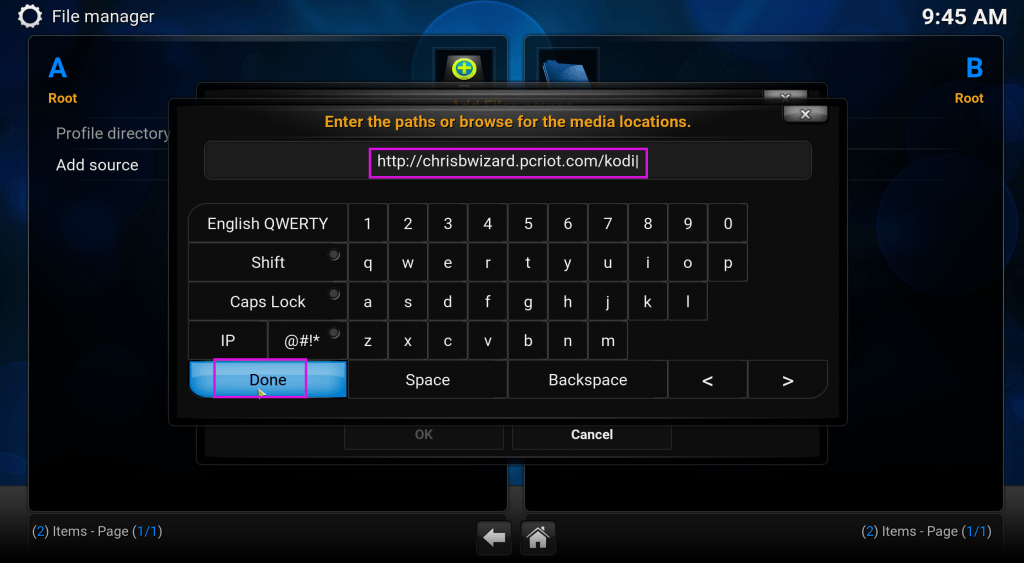 File manager
9:45 AM
A
B
Root
Root
Profile directory
Add source
Enter the paths or browse for the media locations.
http://chrisbwizard.pcriot.com/kodi
English QWERTY 1 2 3 4 5 6 7 8 9 0
Shift q w e r t y u i o p
Caps Lock a s d f g h j k l
IP @#!* z x c v b n m
Done Space Backspace < >
OK Cancel
(2) Items - Page (1/1)
(2) Items - Page (1/1)